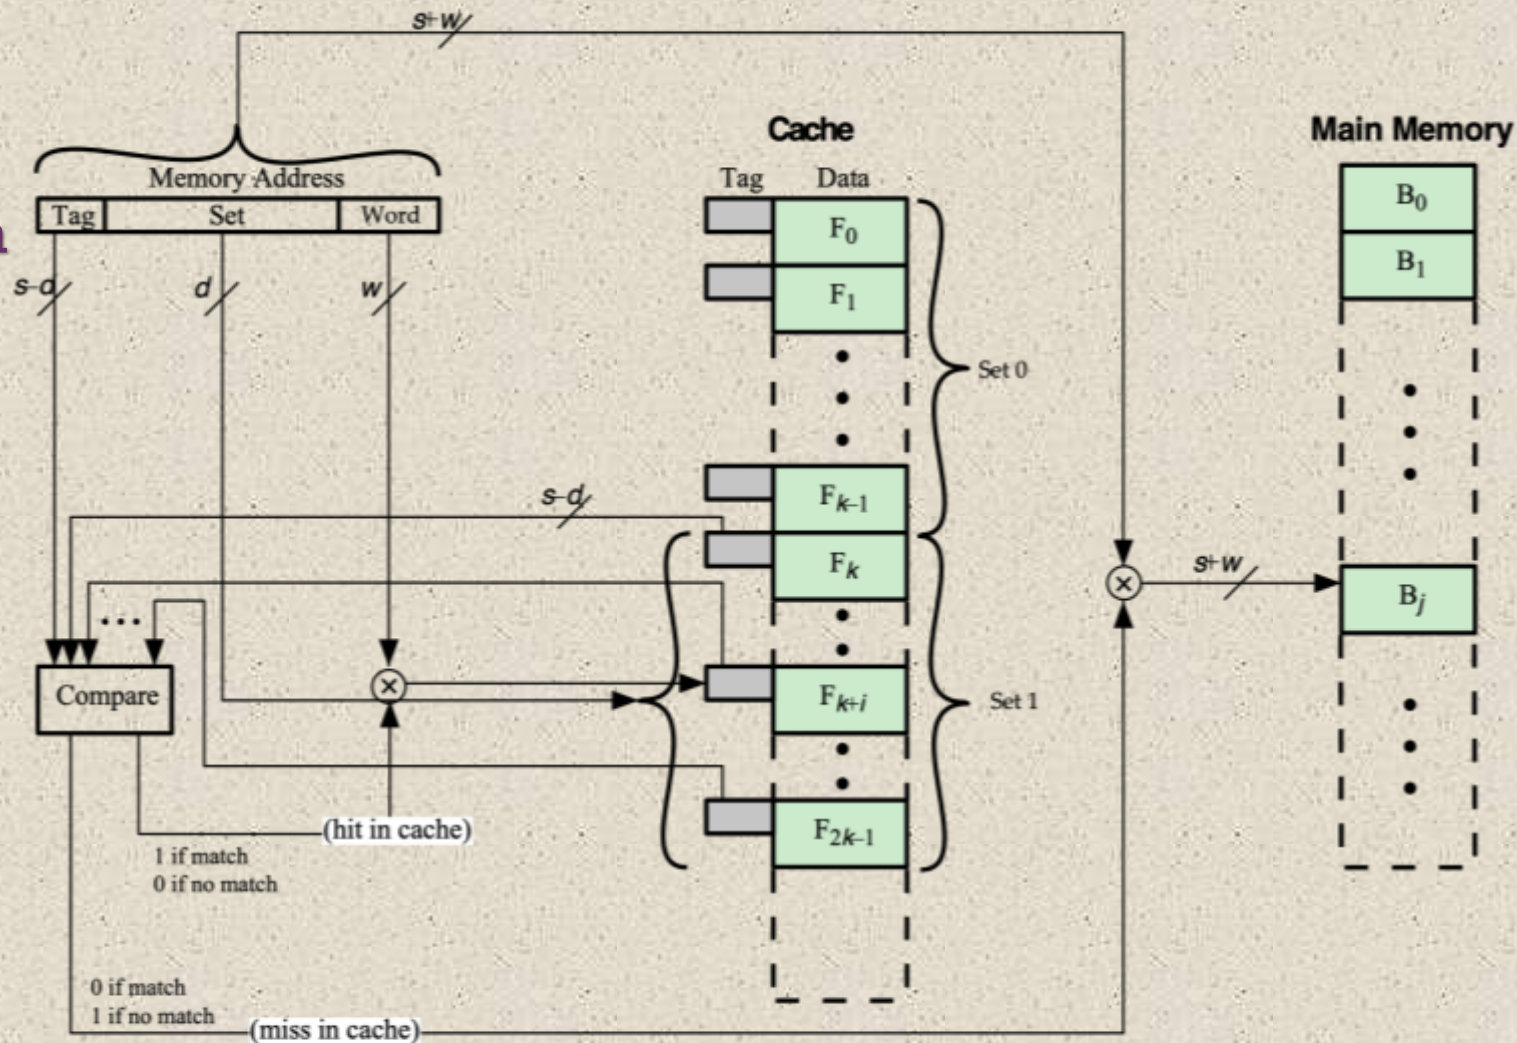 s+w
Cache
Main Memory
Memory Address
Tag Set Word
Tag Data
s–d
d
w
F0
F1
Set 0
Fk–1
s–d
Fk
Fk+i
Set 1
F2k–1
B0
B1
s+w
Bj
...
Compare
(hit in cache)
1 if match
0 if no match
0 if match
1 if no match
(miss in cache)